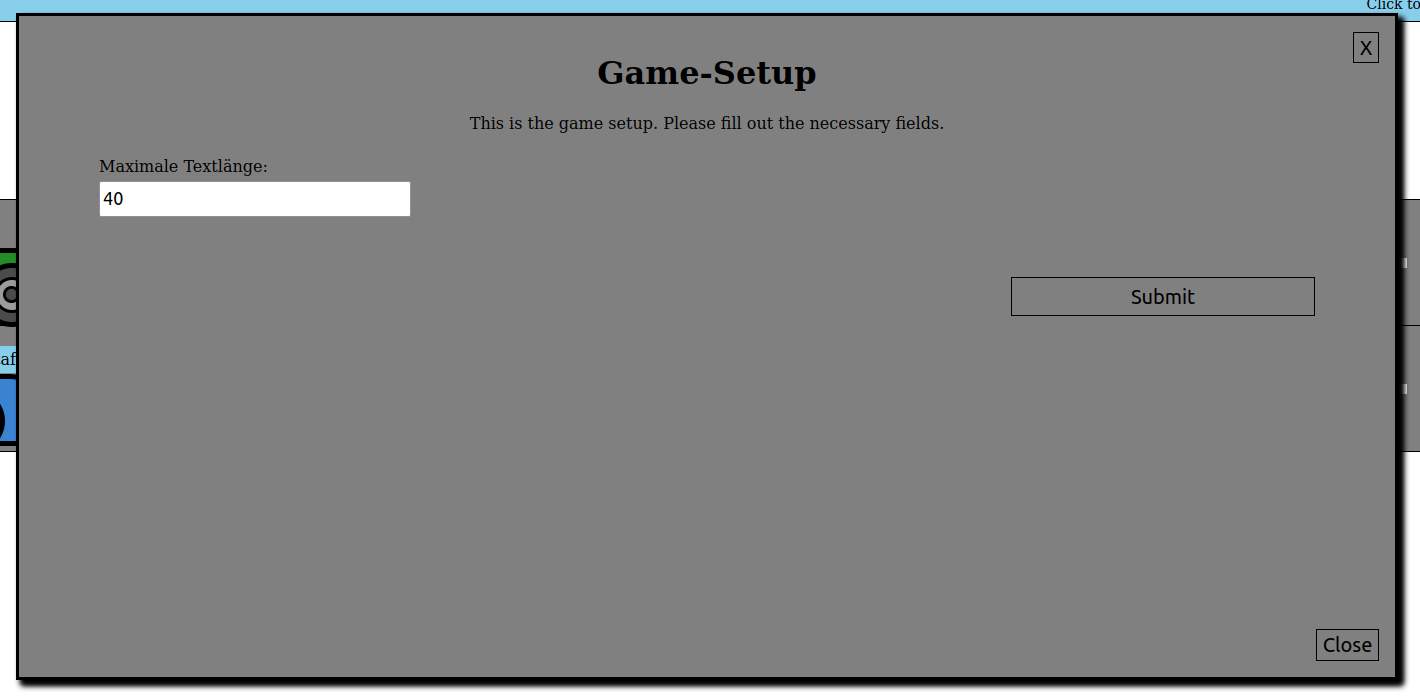 Click to
X
Game-Setup
This is the game setup. Please fill out the necessary fields.
Maximale Textlänge:
40
Submit
af
Close